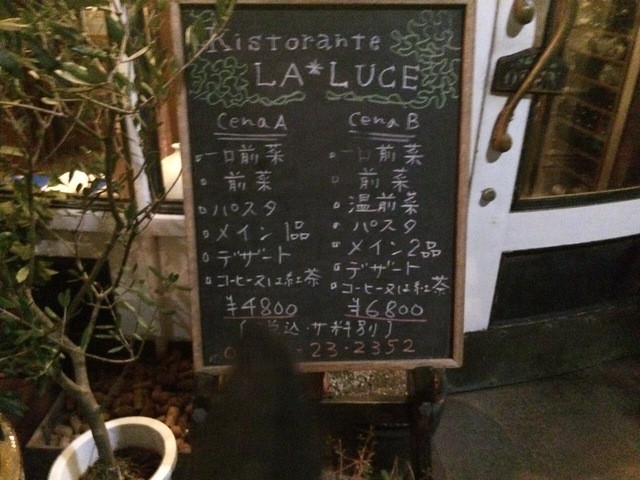 Ristorante
LA*LUCE
Cena A
一口前菜
前菜
パスタ
メイン1品
デザート
コーヒー又は紅茶
¥4800
Cena B
一口前菜
前菜
温前菜
パスタ
メイン2品
デザート
コーヒー又は紅茶
¥6800
(税込・サ料別)
23・2352